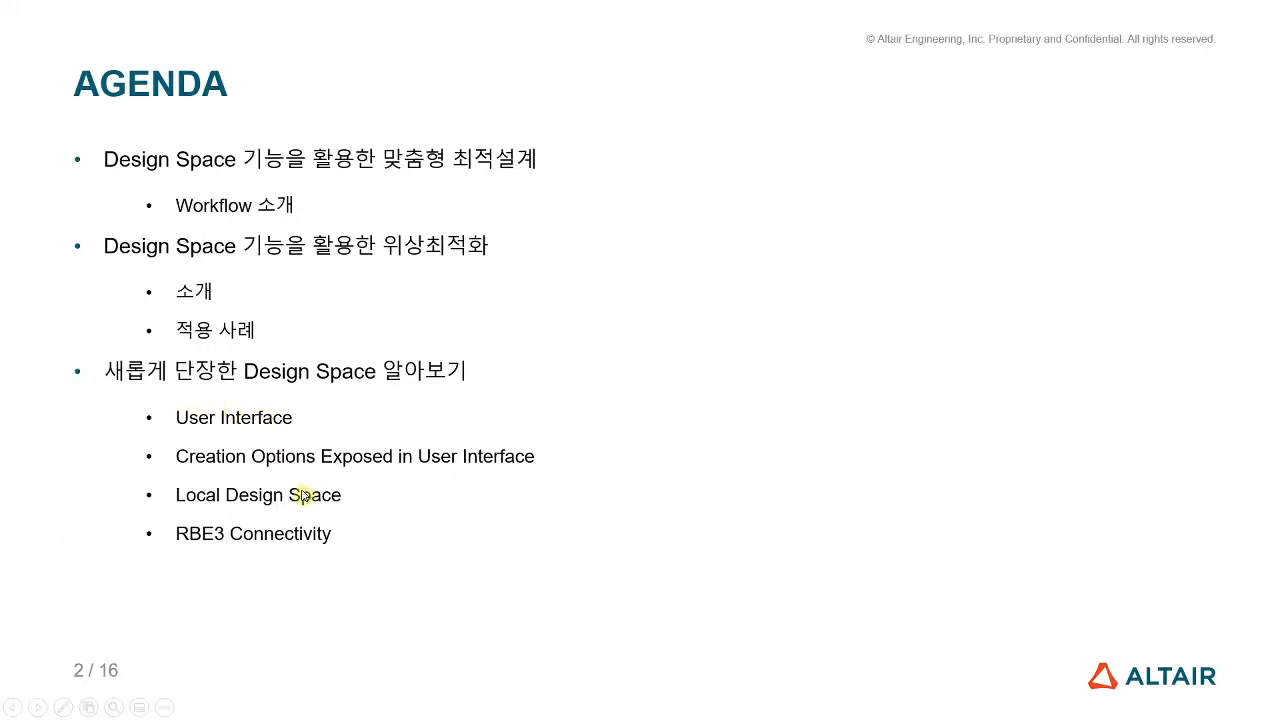 © Altair Engineering, Inc. Proprietary and Confidential. All rights reserved.
AGENDA
• Design Space 기능을 활용한 맞춤형 최적설계
• Workflow 소개
• Design Space 기능을 활용한 위상최적화
• 소개
• 적용 사례
• 새롭게 단장한 Design Space 알아보기
• User Interface
• Creation Options Exposed in User Interface
• Local Design Space
• RBE3 Connectivity
2 / 16
ALTAIR